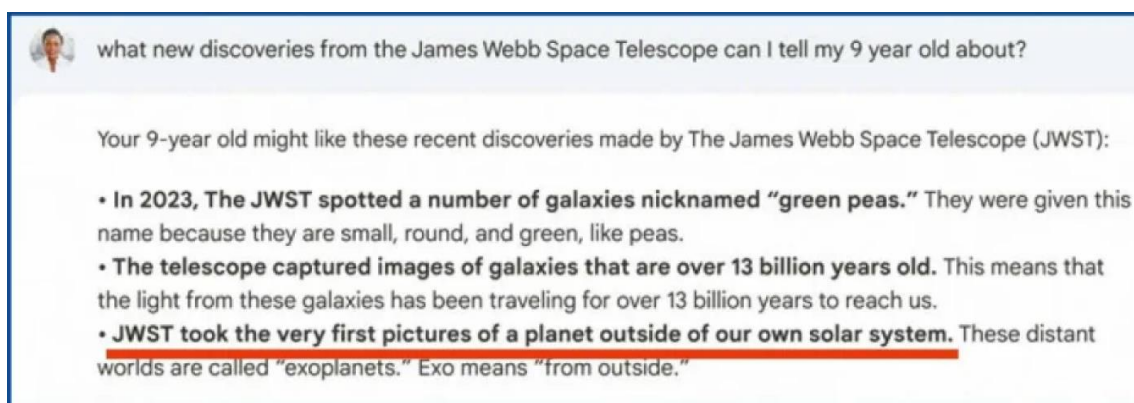 what new discoveries from the James Webb Space Telescope can I tell my 9 year old about?
Your 9-year old might like these recent discoveries made by The James Webb Space Telescope (JWST):
• In 2023, The JWST spotted a number of galaxies nicknamed “green peas.” They were given this
name because they are small, round, and green, like peas.
• The telescope captured images of galaxies that are over 13 billion years old. This means that
the light from these galaxies has been traveling for over 13 billion years to reach us.
• JWST took the very first pictures of a planet outside of our own solar system. These distant
worlds are called “exoplanets.” Exo means “from outside.”